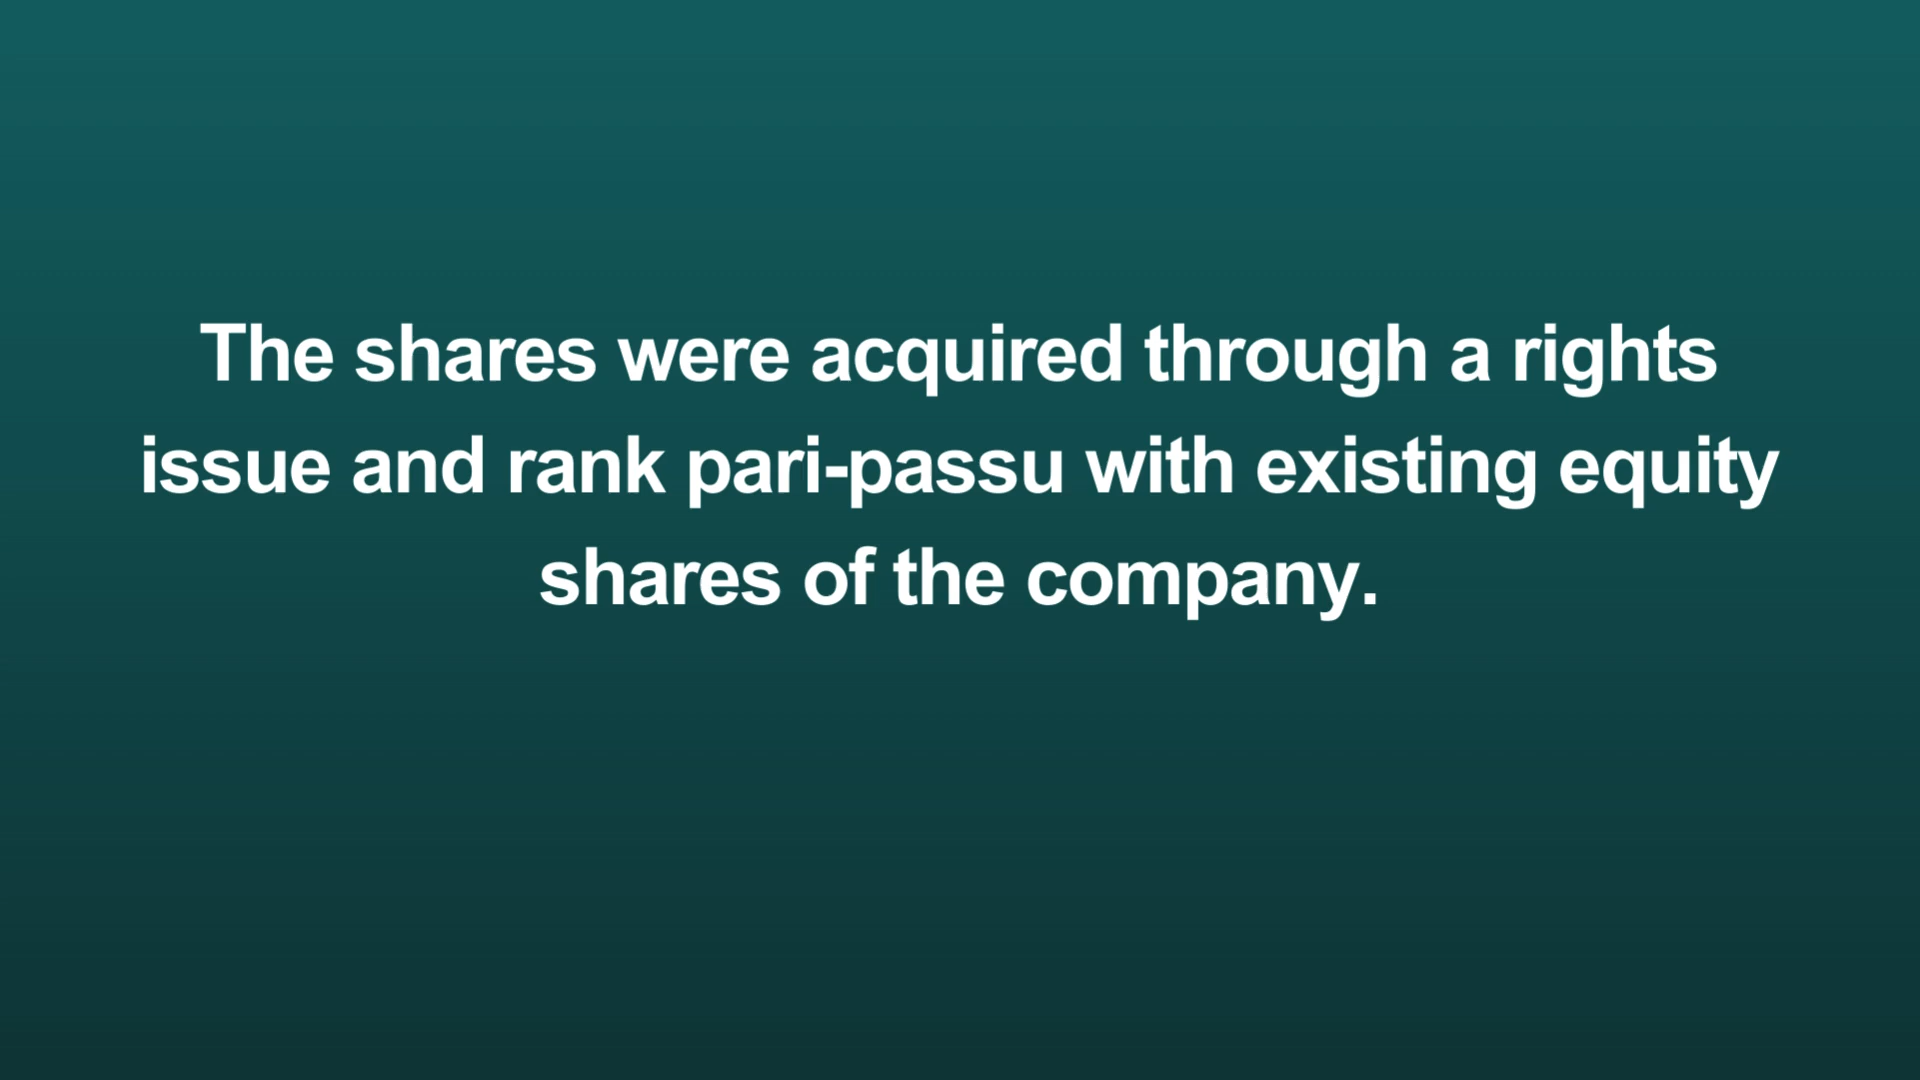 The shares were acquired through a rights
issue and rank pari-passu with existing equity
shares of the company.